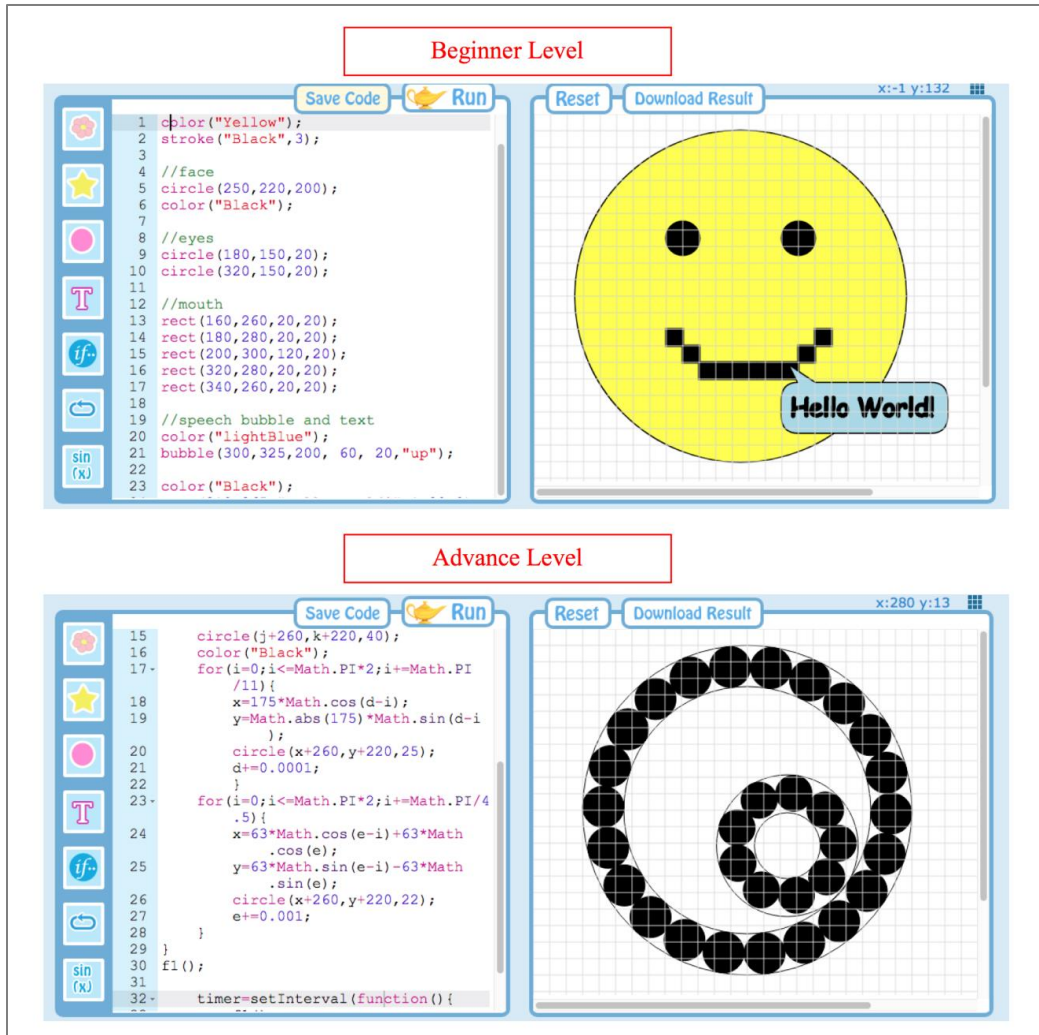 Beginner Level
Save Code
Run
Reset
Download Result
x:-1 y:132
1 color("Yellow");
2 stroke("Black",3);
3
4 //face
5 circle(250,220,200);
6 color("Black");
7
8 //eyes
9 circle(180,150,20);
10 circle(320,150,20);
11
12 //mouth
13 rect(160,260,20,20);
14 rect(180,280,20,20);
15 rect(200,300,120,20);
16 rect(320,280,20,20);
17 rect(340,260,20,20);
18
19 //speech bubble and text
20 color("lightBlue");
21 bubble(300,325,200, 60, 20,"up");
22
23 color("Black");
T
if..
sin
(x)
Hello World!
Advance Level
Save Code
Run
Reset
Download Result
x:280 y:13
15 circle(j+260,k+220,40);
16 color("Black");
17 for(i=0;i<=Math.PI*2;i+=Math.PI
/11){
18 x=175*Math.cos(d-i);
19 y=Math.abs(175)*Math.sin(d-i
);
20 circle(x+260,y+220,25);
21 d+=0.0001;
22 }
23 for(i=0;i<=Math.PI*2;i+=Math.PI/4
.5){
24 x=63*Math.cos(e-i)+63*Math
.cos(e);
25 y=63*Math.sin(e-i)-63*Math
.sin(e);
26 circle(x+260,y+220,22);
27 e+=0.001;
28 }
29 }
30 f1();
31
32 timer=setInterval(function(){
T
if..
sin
(x)